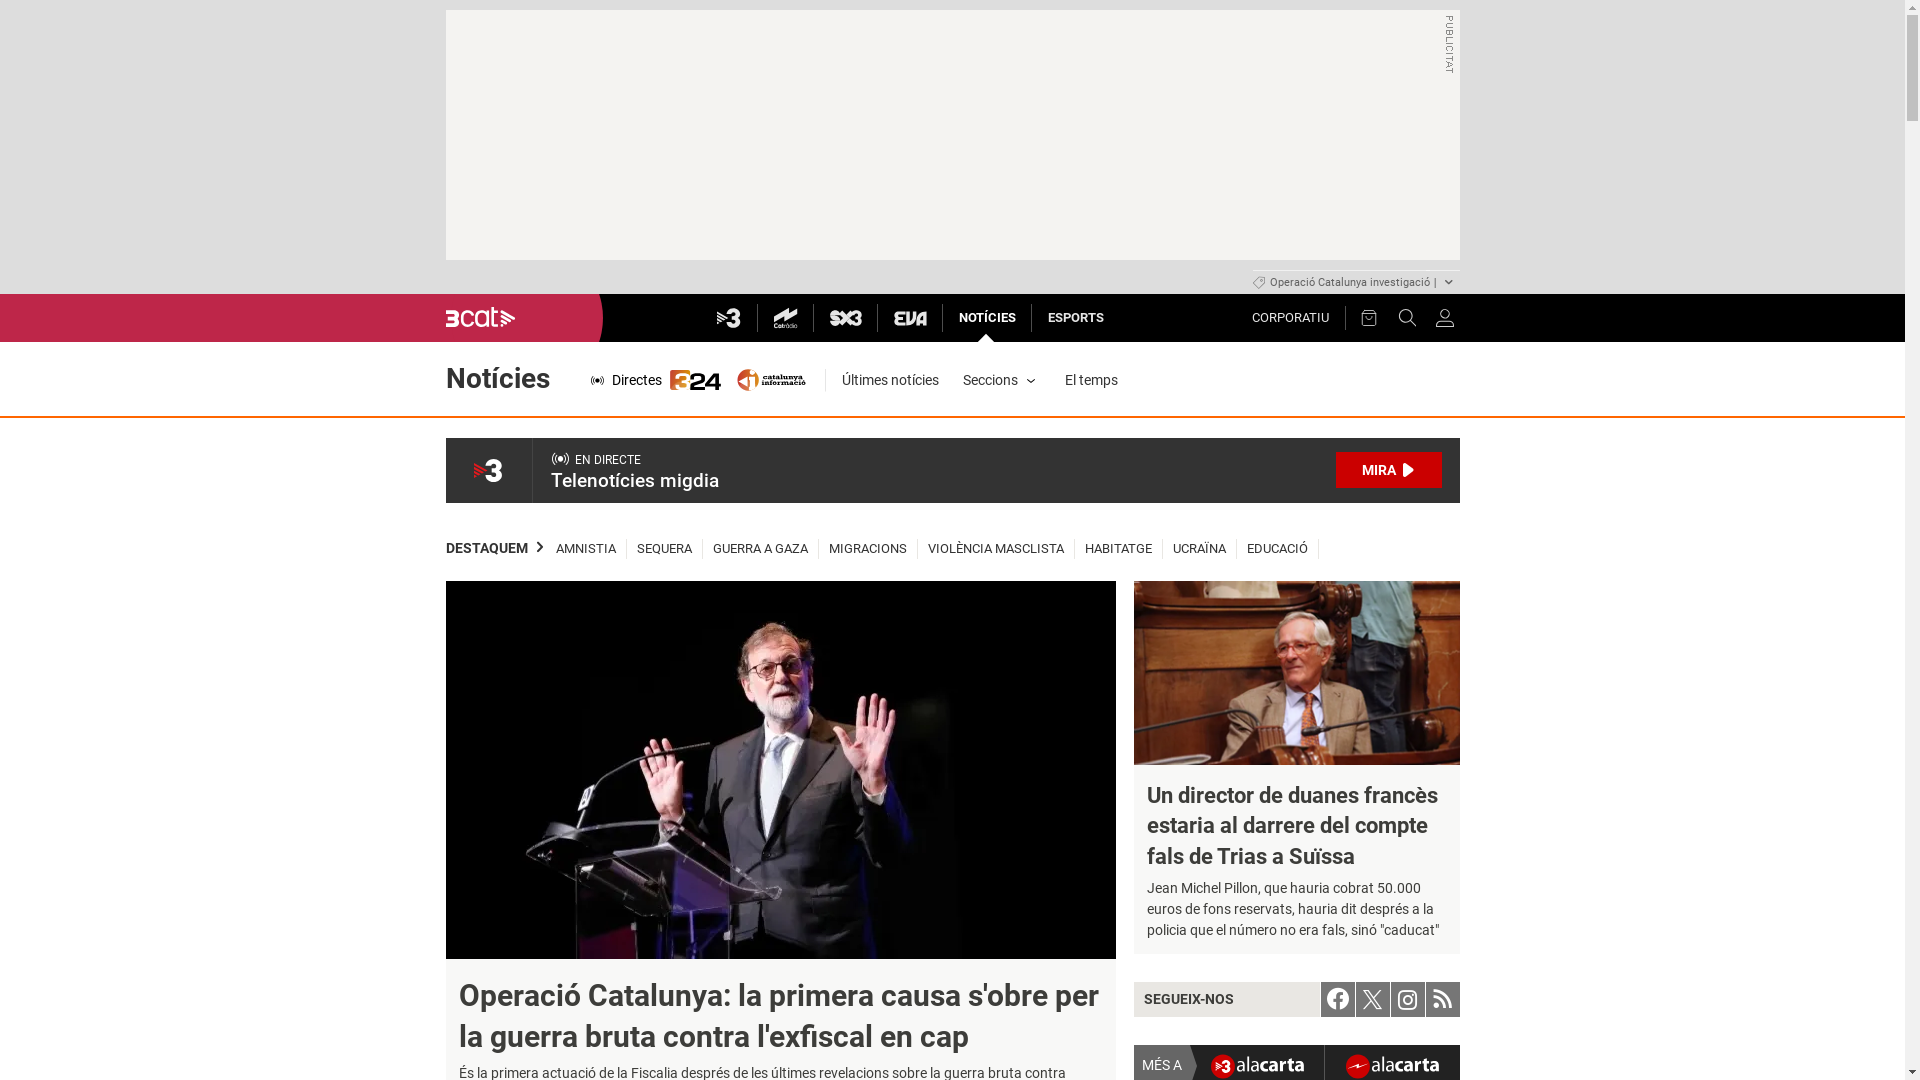 PUBLICITAT
Operació Catalunya investigació |
3cat
3
Catràdio
SX3
EVA
NOTÍCIES
ESPORTS
CORPORATIU
Notícies
Directes
324
catalunya
informació
Últimes notícies
Seccions
El temps
3
EN DIRECTE
Telenotícies migdia
MIRA
DESTAQUEM
AMNISTIA
SEQUERA
GUERRA A GAZA
MIGRACIONS
VIOLÈNCIA MASCLISTA
HABITATGE
UCRAÏNA
EDUCACIÓ
Operació Catalunya: la primera causa s'obre per
la guerra bruta contra l'exfiscal en cap
És la primera actuació de la Fiscalia després de les últimes revelacions sobre la guerra bruta contra
Un director de duanes francès
estaria al darrere del compte
fals de Trias a Suïssa
Jean Michel Pillon, que hauria cobrat 50.000
euros de fons reservats, hauria dit després a la
policia que el número no era fals, sinó "caducat"
SEGUEIX-NOS
MÉS A
3 alacarta
alacarta